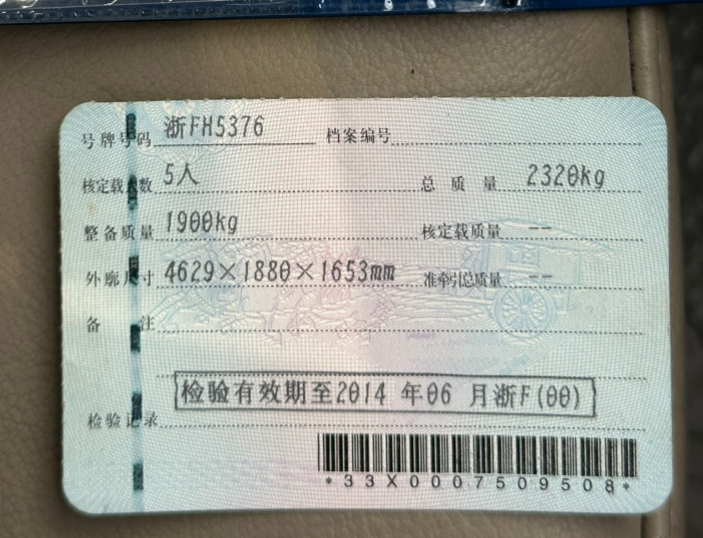 号牌号码 浙FH5376 档案编号
核定载人数 5人 总质量 2320kg
整备质量 1900kg 核定载质量 --
外廓尺寸 4629×1880×1653mm 准牵引总质量 --
备注
检验有效期至2014 年06 月浙F(00)
检验记录
*33X0007509508*